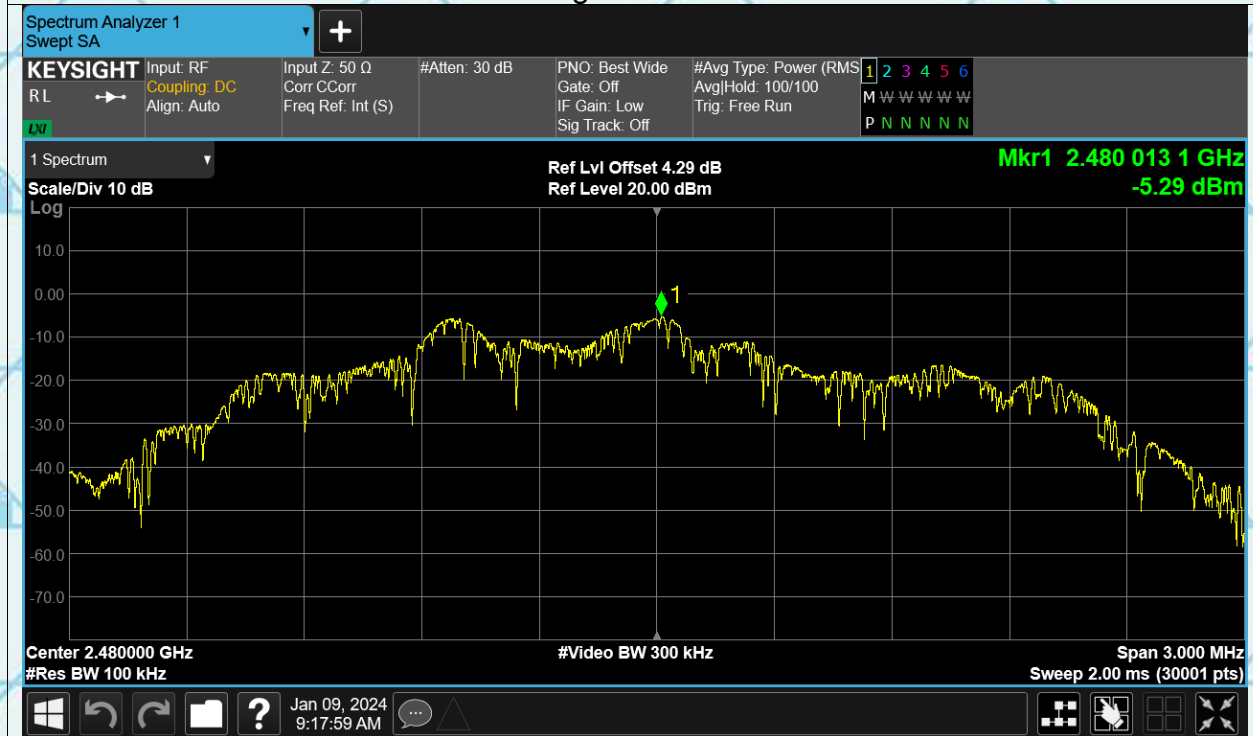 Spectrum Analyzer 1
Swept SA
+
KEYSIGHT
RL
LXI
Input: RF
Coupling: DC
Align: Auto
Input Z: 50 Ω
Corr CCorr
Freq Ref: Int (S)
#Atten: 30 dB
PNO: Best Wide
Gate: Off
IF Gain: Low
Sig Track: Off
#Avg Type: Power (RMS
Avg|Hold: 100/100
Trig: Free Run
1 2 3 4 5 6
M W W W W W
P N N N N N
1 Spectrum
Scale/Div 10 dB
Log
Ref Lvl Offset 4.29 dB
Ref Level 20.00 dBm
Mkr1 2.480 013 1 GHz
-5.29 dBm
1
10.0
0.00
-10.0
-20.0
-30.0
-40.0
-50.0
-60.0
-70.0
Center 2.480000 GHz
#Res BW 100 kHz
#Video BW 300 kHz
Span 3.000 MHz
Sweep 2.00 ms (30001 pts)
?
Jan 09, 2024
9:17:59 AM